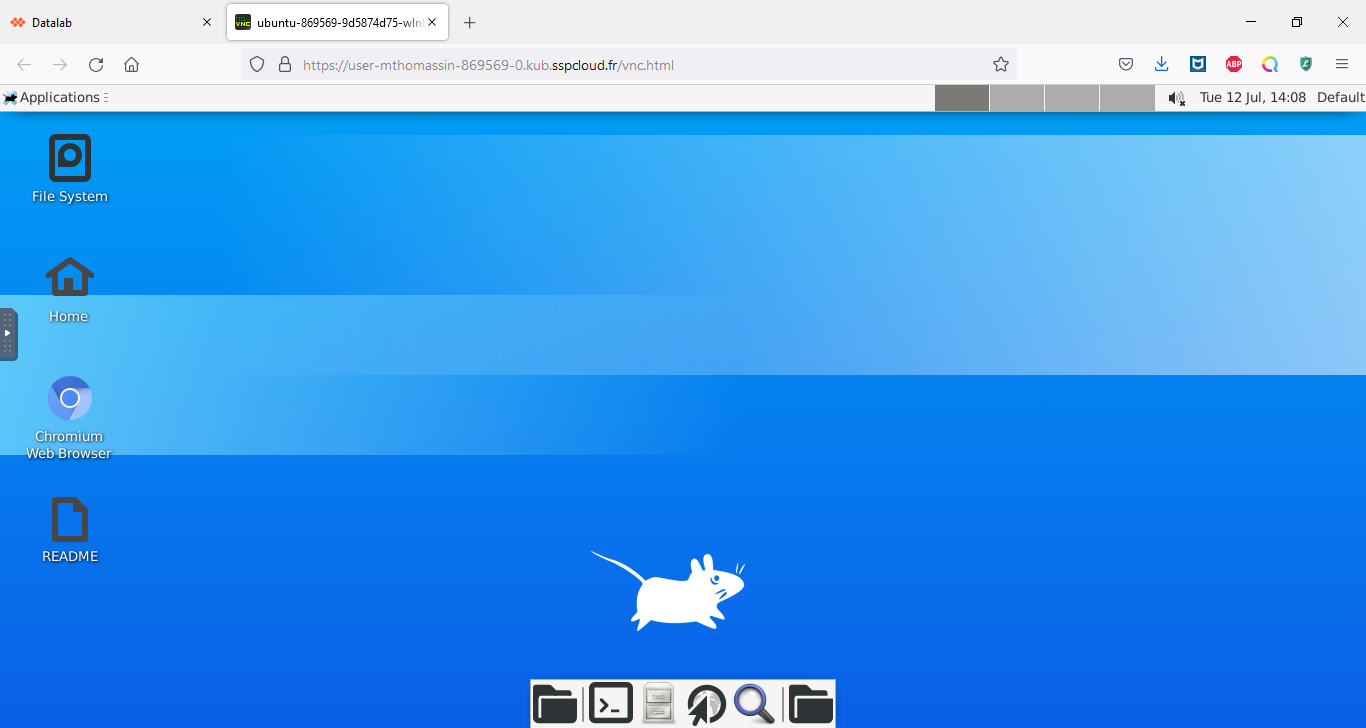 Datalab
ubuntu-869569-9d5874d75-wln
https://user-mthomassin-869569-0.kub.sspcloud.fr/vnc.html
ABP
Applications
Tue 12 Jul, 14:08 Default
File System
Home
Chromium
Web Browser
README